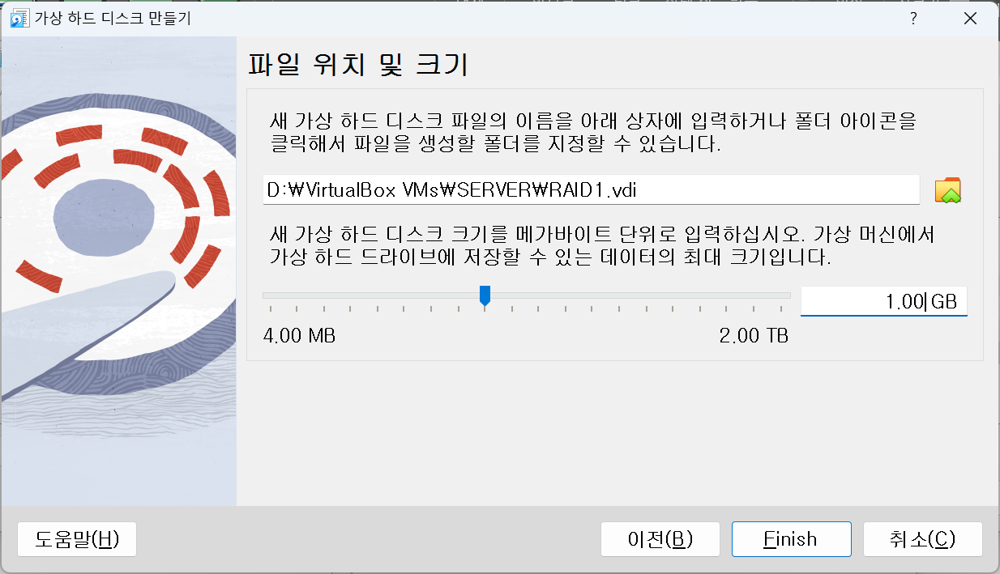 가상 하드 디스크 만들기
?
파일 위치 및 크기
새 가상 하드 디스크 파일의 이름을 아래 상자에 입력하거나 폴더 아이콘을
클릭해서 파일을 생성할 폴더를 지정할 수 있습니다.
D:₩VirtualBox VMs₩SERVER₩RAID1.vdi
새 가상 하드 디스크 크기를 메가바이트 단위로 입력하십시오. 가상 머신에서
가상 하드 드라이브에 저장할 수 있는 데이터의 최대 크기입니다.
1.00 GB
4.00 MB 2.00 TB
도움말(H) 이전(B) Finish 취소(C)